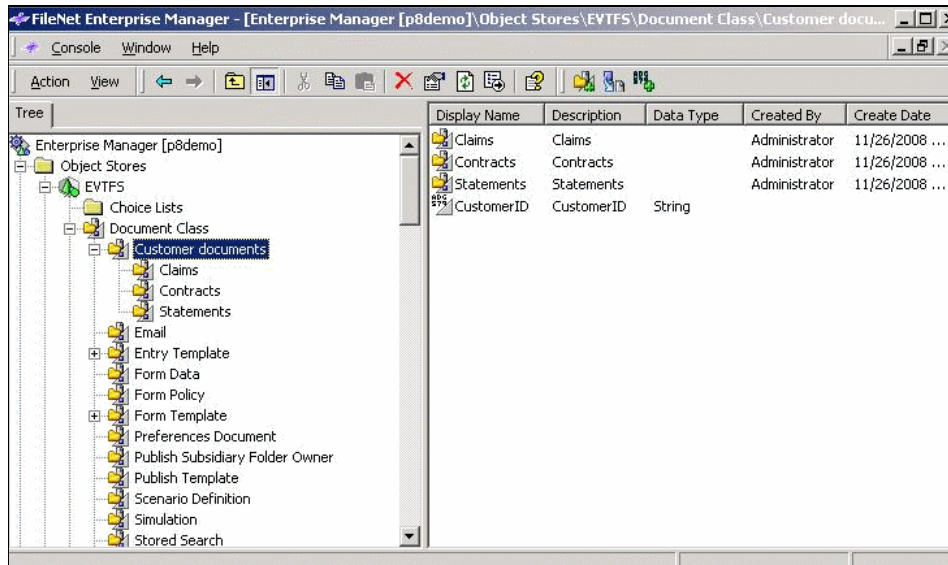 FileNet Enterprise Manager - [Enterprise Manager [p8demo]\Object Stores\EVTFS\Document Class\Customer docu...
Console Window Help
Action View
Tree
Enterprise Manager [p8demo]
Object Stores
EVTFS
Choice Lists
Document Class
Customer documents
Claims
Contracts
Statements
Email
Entry Template
Form Data
Form Policy
Form Template
Preferences Document
Publish Subsidiary Folder Owner
Publish Template
Scenario Definition
Simulation
Stored Search
Display Name Description Data Type Created By Create Date
Claims Claims Administrator 11/26/2008 ...
Contracts Contracts Administrator 11/26/2008 ...
Statements Statements Administrator 11/26/2008 ...
CustomerID CustomerID String